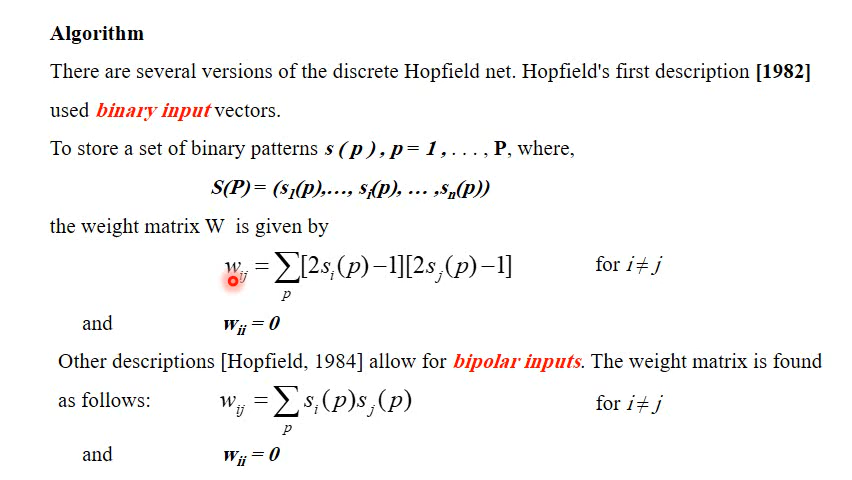 Algorithm
There are several versions of the discrete Hopfield net. Hopfield's first description [1982]
used binary input vectors.
To store a set of binary patterns s ( p ) , p = 1 , . . . , P, where,
S(P) = (s₁(p),..., sᵢ(p), ... ,sₙ(p))
the weight matrix W is given by
wᵢⱼ = ∑ₚ[2sᵢ(p)−1][2sⱼ(p)−1] for i≠j
and wᵢᵢ = 0
Other descriptions [Hopfield, 1984] allow for bipolar inputs. The weight matrix is found
as follows: wᵢⱼ = ∑ₚ sᵢ(p)sⱼ(p) for i≠j
and wᵢᵢ = 0